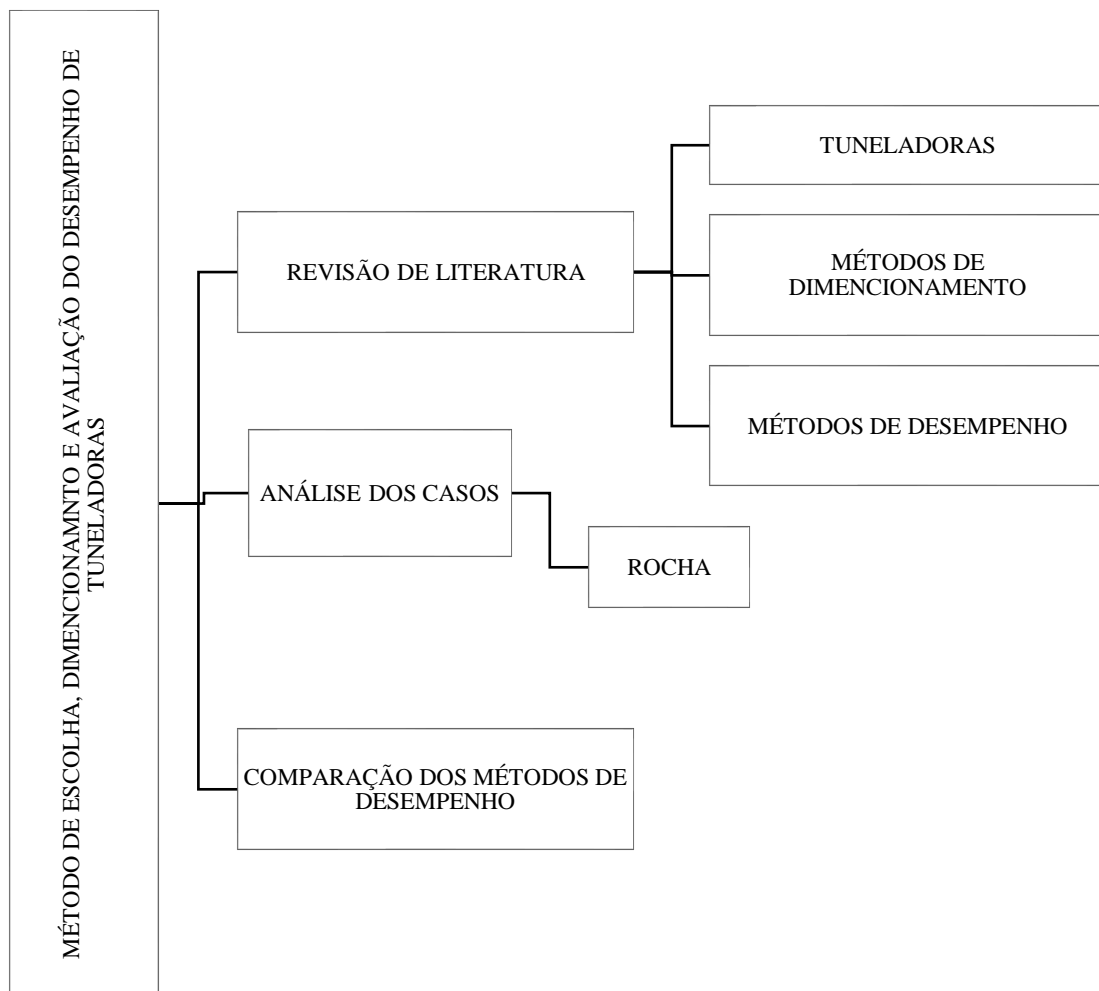 MÉTODO DE ESCOLHA, DIMENCIONAMNTO E AVALIAÇÃO DO DESEMPENHO DE
TUNELADORAS
REVISÃO DE LITERATURA
TUNELADORAS
MÉTODOS DE
DIMENCIONAMENTO
MÉTODOS DE DESEMPENHO
ANÁLISE DOS CASOS
ROCHA
COMPARAÇÃO DOS MÉTODOS DE
DESEMPENHO